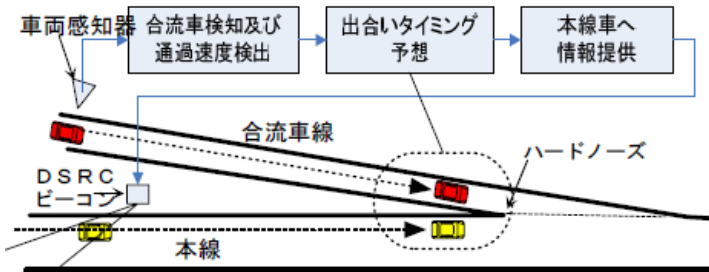 車両感知器
合流車検知及び
通過速度検出
出合いタイミング
予想
本線車へ
情報提供
合流車線
ハードノーズ
ＤＳＲＣ
ビーコン
本線